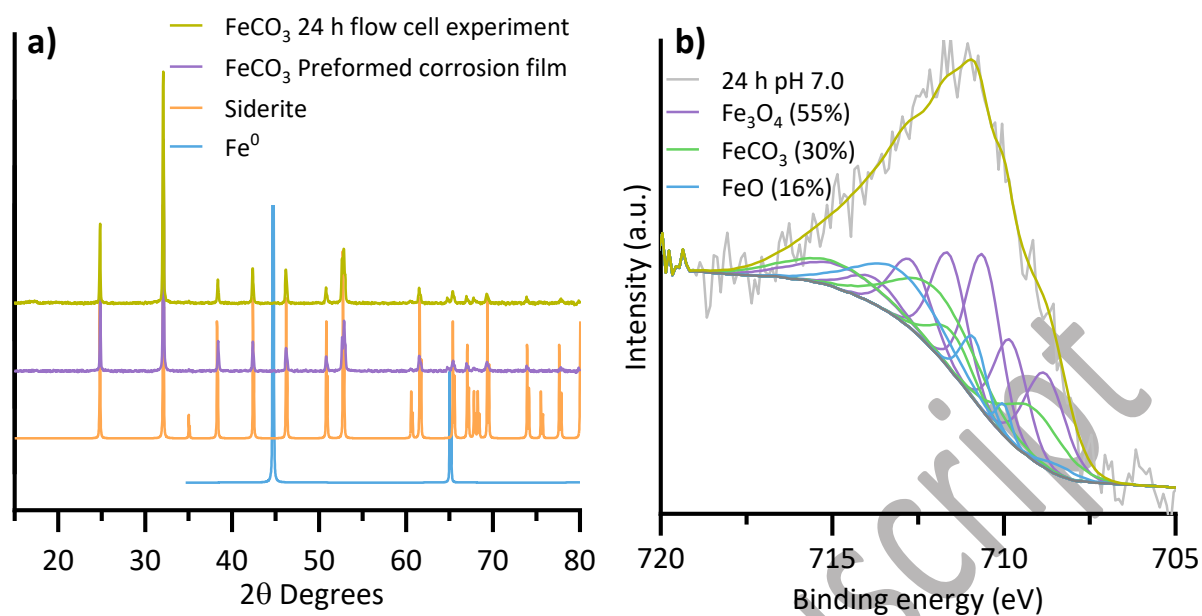 a)
FeCO₃ 24 h flow cell experiment
FeCO₃ Preformed corrosion film
Siderite
Fe⁰
20 30 40 50 60 70 80
2θ Degrees
b)
24 h pH 7.0
Fe₃O₄ (55%)
FeCO₃ (30%)
FeO (16%)
Intensity (a.u.)
720 715 710 705
Binding energy (eV)
script